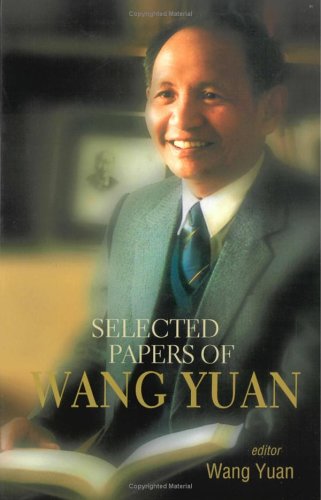 Copyrighted Material
SELECTED
PAPERS OF
WANG YUAN
editor
Wang Yuan
Copyrighted Material